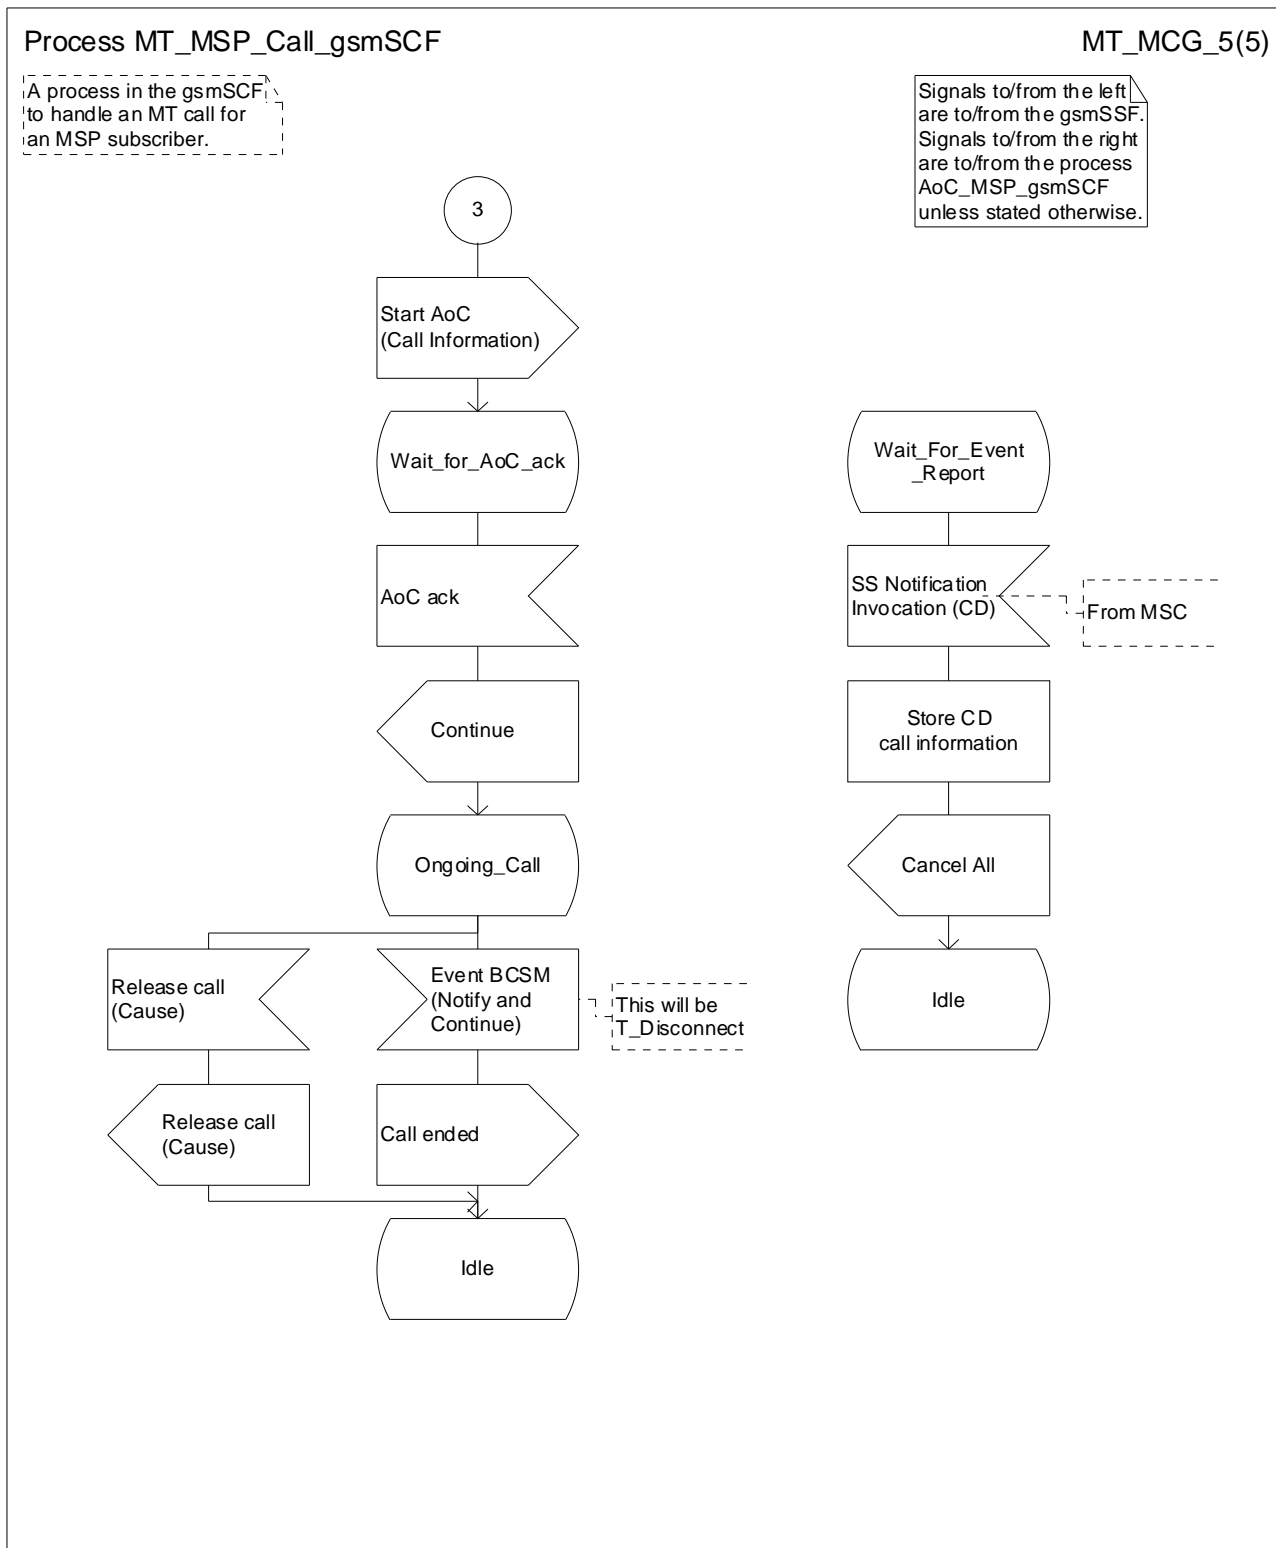 Process MT_MSP_Call_gsmSCF
MT_MCG_5(5)
A process in the gsmSCF
to handle an MT call for
an MSP subscriber.
Signals to/from the left
are to/from the gsmSSF.
Signals to/from the right
are to/from the process
AoC_MSP_gsmSCF
unless stated otherwise.
3
Start AoC
(Call Information)
Wait_for_AoC_ack
AoC ack
Continue
Ongoing_Call
Release call
(Cause)
Event BCSM
(Notify and
Continue)
This will be
T_Disconnect
Release call
(Cause)
Call ended
Idle
Wait_For_Event
_Report
SS Notification
Invocation (CD)
From MSC
Store CD
call information
Cancel All
Idle